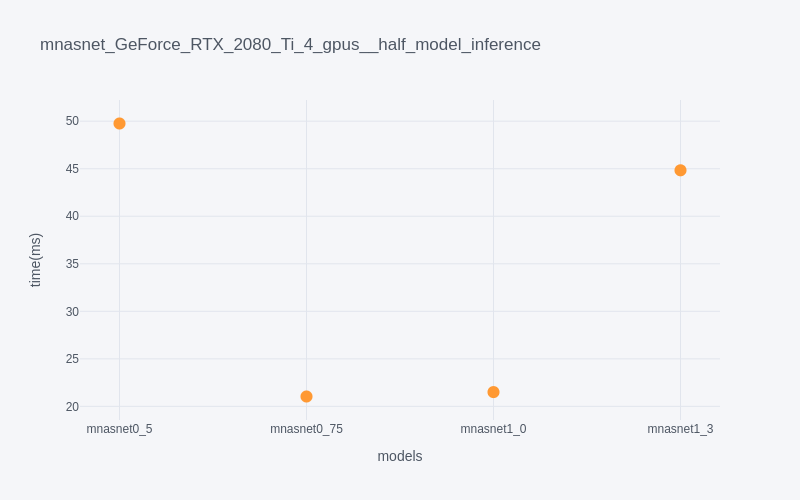 mnasnet_GeForce_RTX_2080_Ti_4_gpus__half_model_inference
50
45
40
35
30
25
20
time(ms)
mnasnet0_5
mnasnet0_75
mnasnet1_0
mnasnet1_3
models